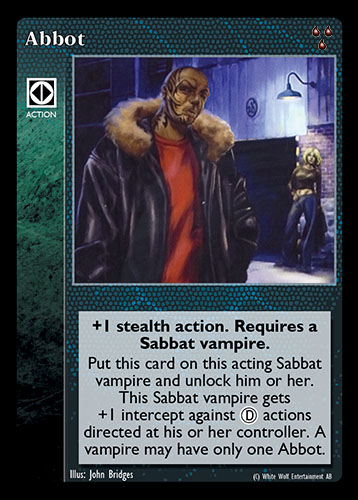 Abbot
ACTION
+1 stealth action. Requires a
Sabbat vampire.
Put this card on this acting Sabbat
vampire and unlock him or her.
This Sabbat vampire gets
+1 intercept against Ⓓ actions
directed at his or her controller. A
vampire may have only one Abbot.
Illus: John Bridges
(C) White Wolf Entertainment AB